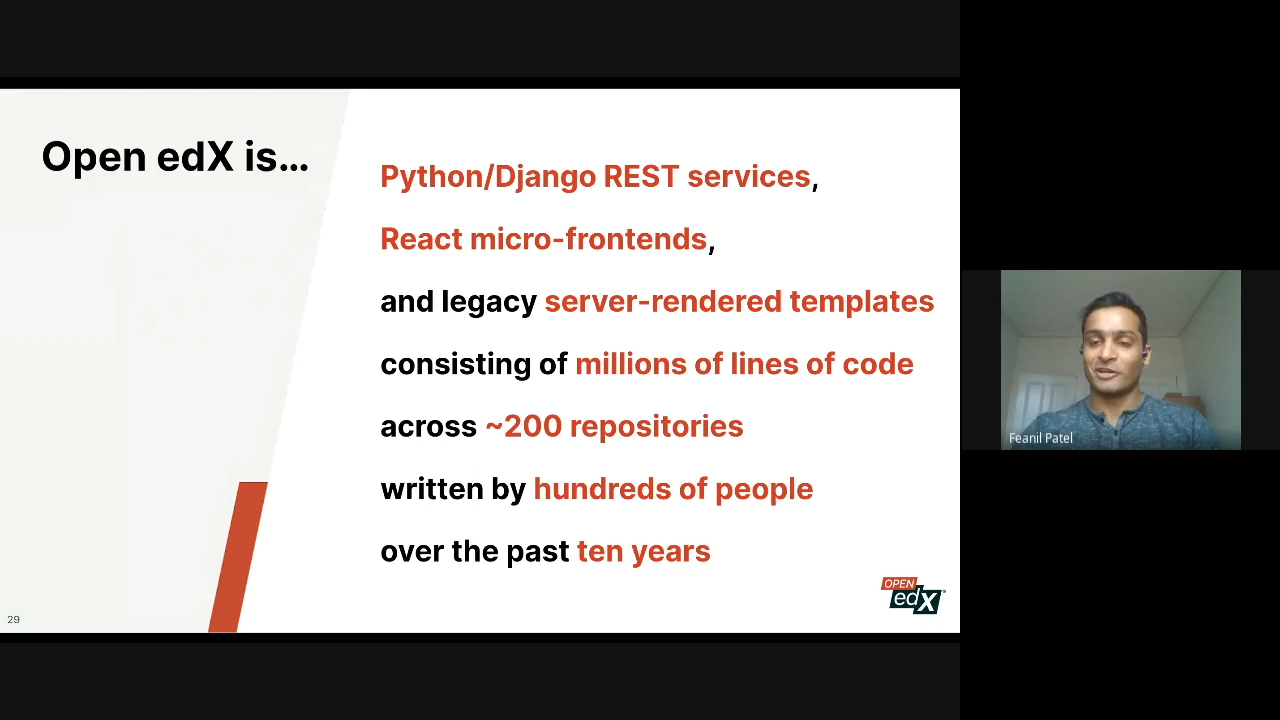 Open edX is...
Python/Django REST services,
React micro-frontends,
and legacy server-rendered templates
consisting of millions of lines of code
across ~200 repositories
written by hundreds of people
over the past ten years
OPEN
edX
29
Feanil Patel